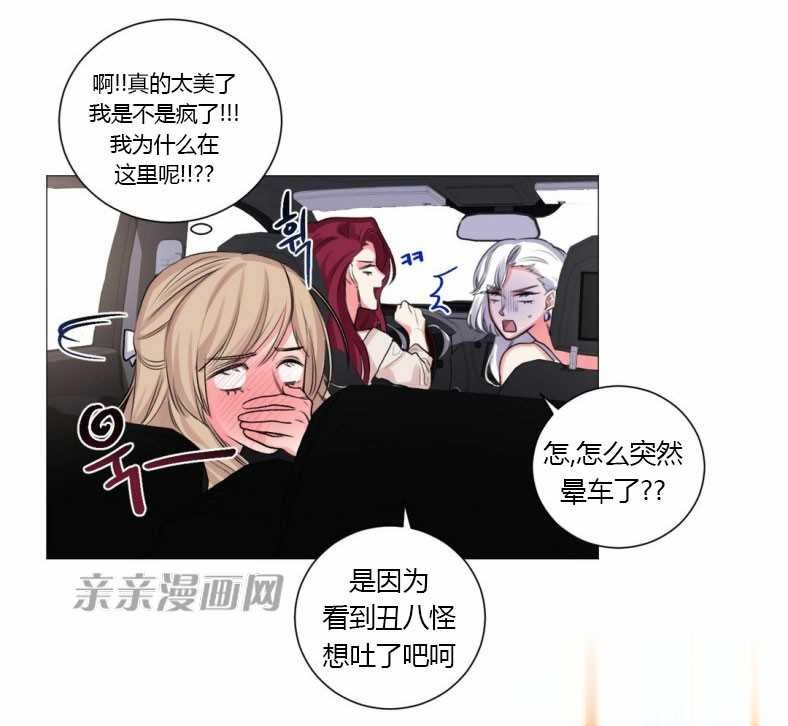 啊!!真的太美了
我是不是疯了!!!
我为什么在
这里呢!!??
휙
ㅋㅋ
욱
怎,怎么突然
晕车了??
是因为
看到丑八怪
想吐了吧呵
亲亲漫画网